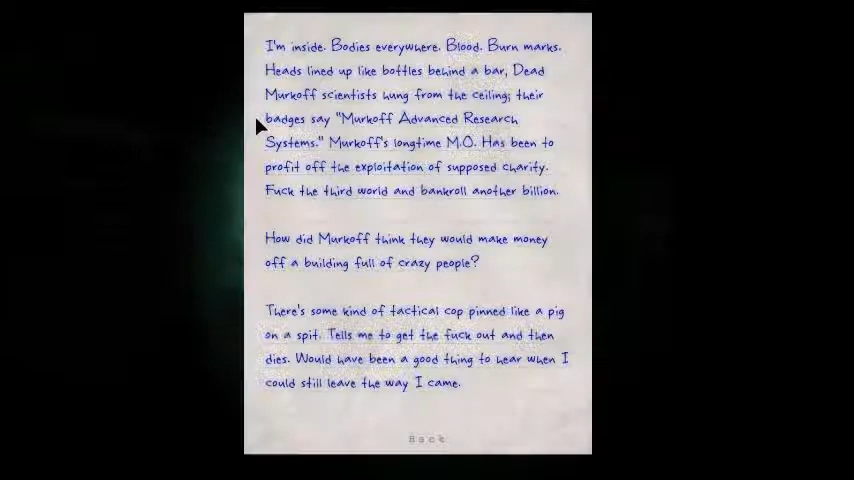 I'm inside. Bodies everywhere. Blood. Burn marks.
Heads lined up like bottles behind a bar, Dead
Murkoff scientists hung from the ceiling; their
badges say "Murkoff Advanced Research
Systems." Murkoff's longtime M.O. Has been to
profit off the exploitation of supposed charity.
Fuck the third world and bankroll another billion.
How did Murkoff think they would make money
off a building full of crazy people?
There's some kind of tactical cop pinned like a pig
on a spit. Tells me to get the fuck out and then
dies. Would have been a good thing to hear when I
could still leave the way I came.
Back